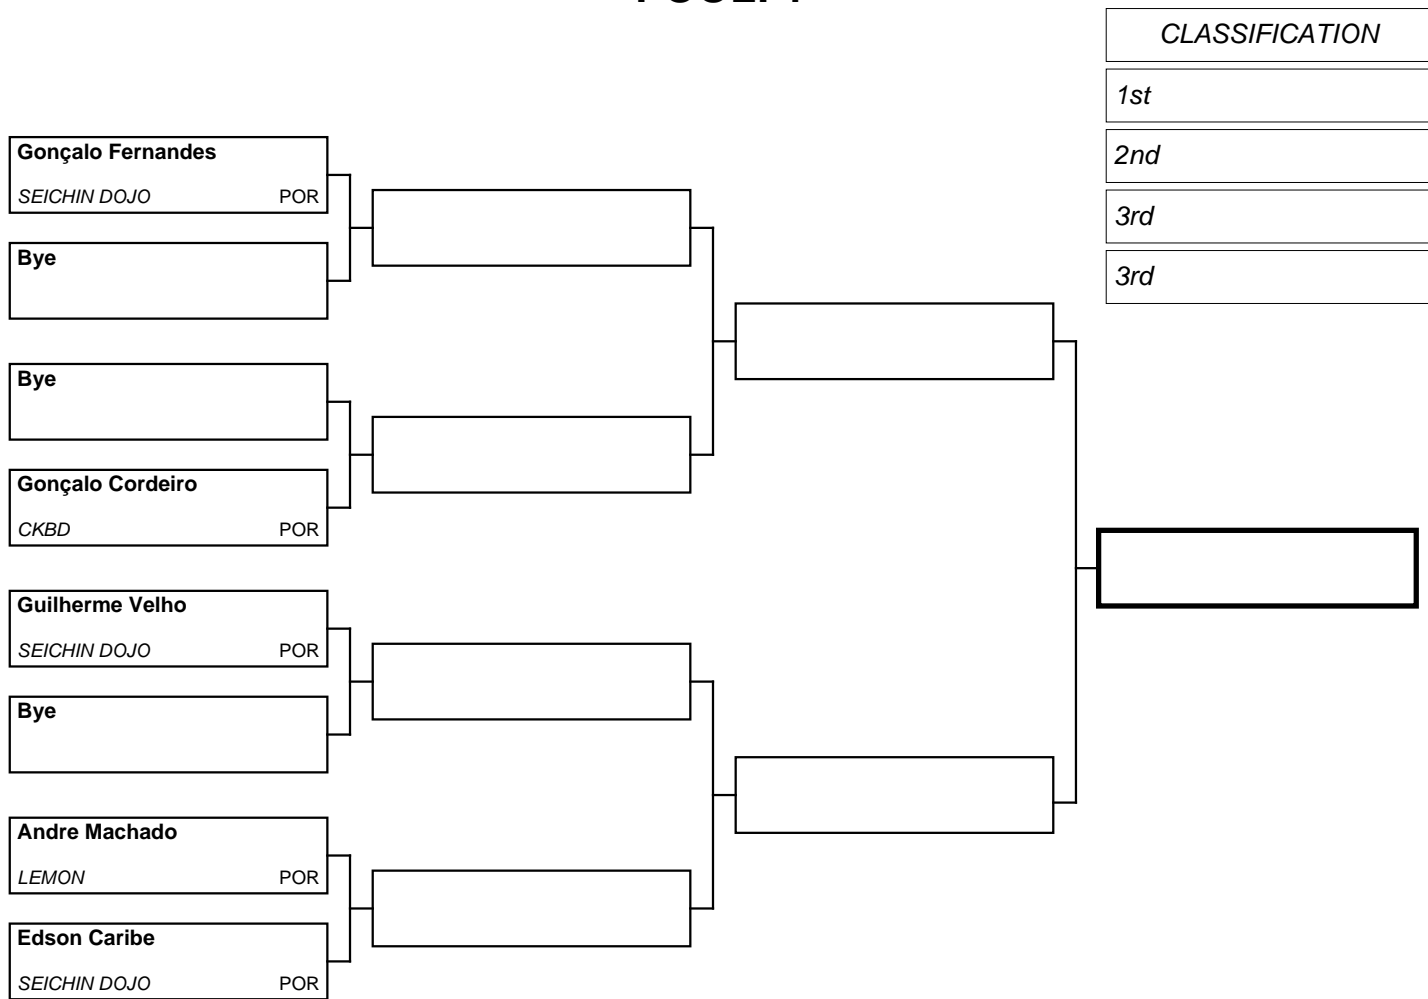 CLASSIFICATION
1st
2nd
3rd
3rd
Gonçalo Fernandes
SEICHIN DOJO POR
Bye
Bye
Gonçalo Cordeiro
CKBD POR
Guilherme Velho
SEICHIN DOJO POR
Bye
Andre Machado
LEMON POR
Edson Caribe
SEICHIN DOJO POR